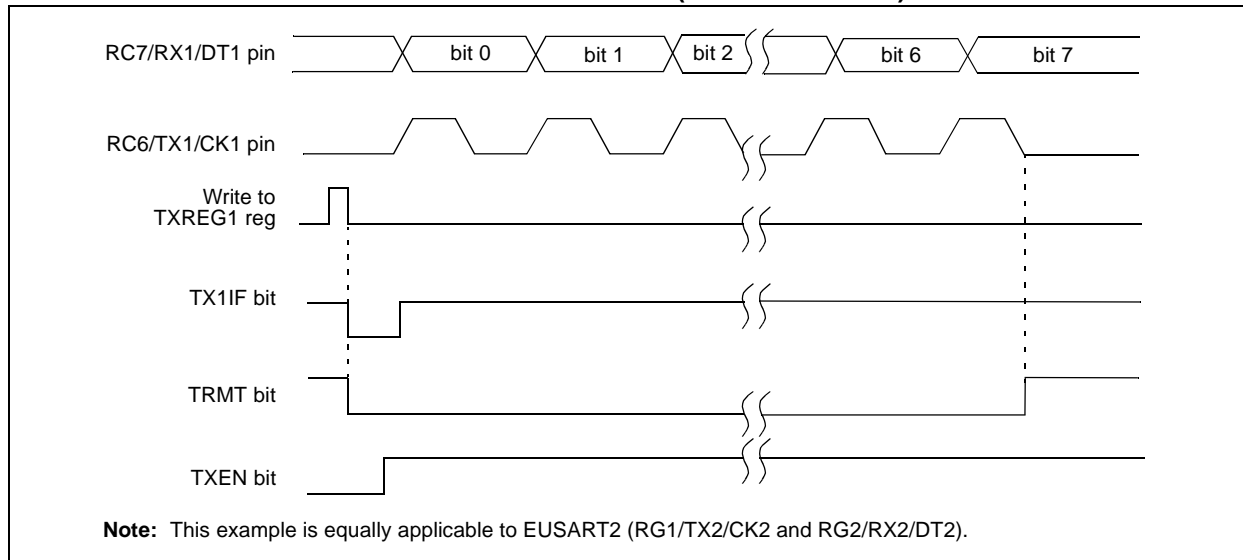 RC7/RX1/DT1 pin
bit 0
bit 1
bit 2
bit 6
bit 7
RC6/TX1/CK1 pin
Write to
TXREG1 reg
TX1IF bit
TRMT bit
TXEN bit
Note: This example is equally applicable to EUSART2 (RG1/TX2/CK2 and RG2/RX2/DT2).